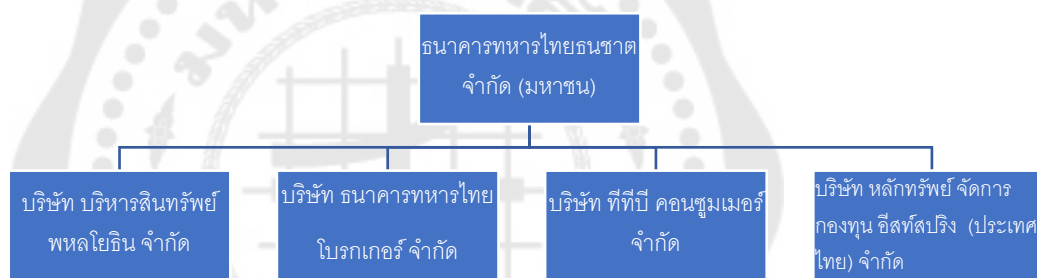 ธนาคารทหารไทยธนชาต
จำกัด (มหาชน)
บริษัท บริหารสินทรัพย์
พหลโยธิน จำกัด
บริษัท ธนาคารทหารไทย
โบรกเกอร์ จำกัด
บริษัท ทีทีบี คอนซูมเมอร์
จำกัด
บริษัท หลักทรัพย์ จัดการ
กองทุน อีสท์สปริง (ประเทศ
ไทย) จำกัด